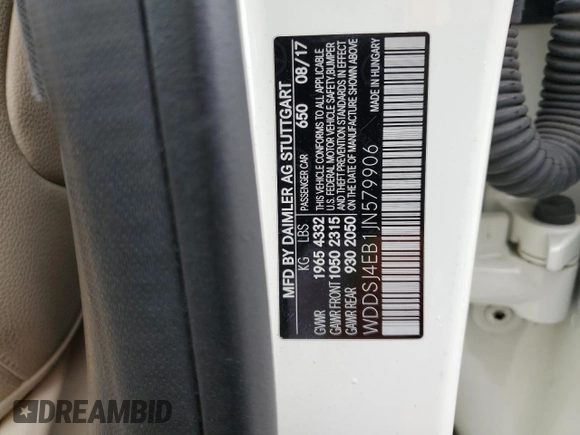 MFD BY DAIMLER AG STUTTGART
KG LBS PASSENGER CAR 650 08/17
GVWR 1965 4332 THIS VEHICLE CONFORMS TO ALL APPLICABLE
GAWR FRONT 1050 2315 U.S. FEDERAL MOTOR VEHICLE SAFETY, BUMPER
AND THEFT PREVENTION STANDARDS IN EFFECT
GAWR REAR 930 2050 ON THE DATE OF MANUFACTURE SHOWN ABOVE
MADE IN HUNGARY
WDDSJ4EB1JN579906
DREAMBID